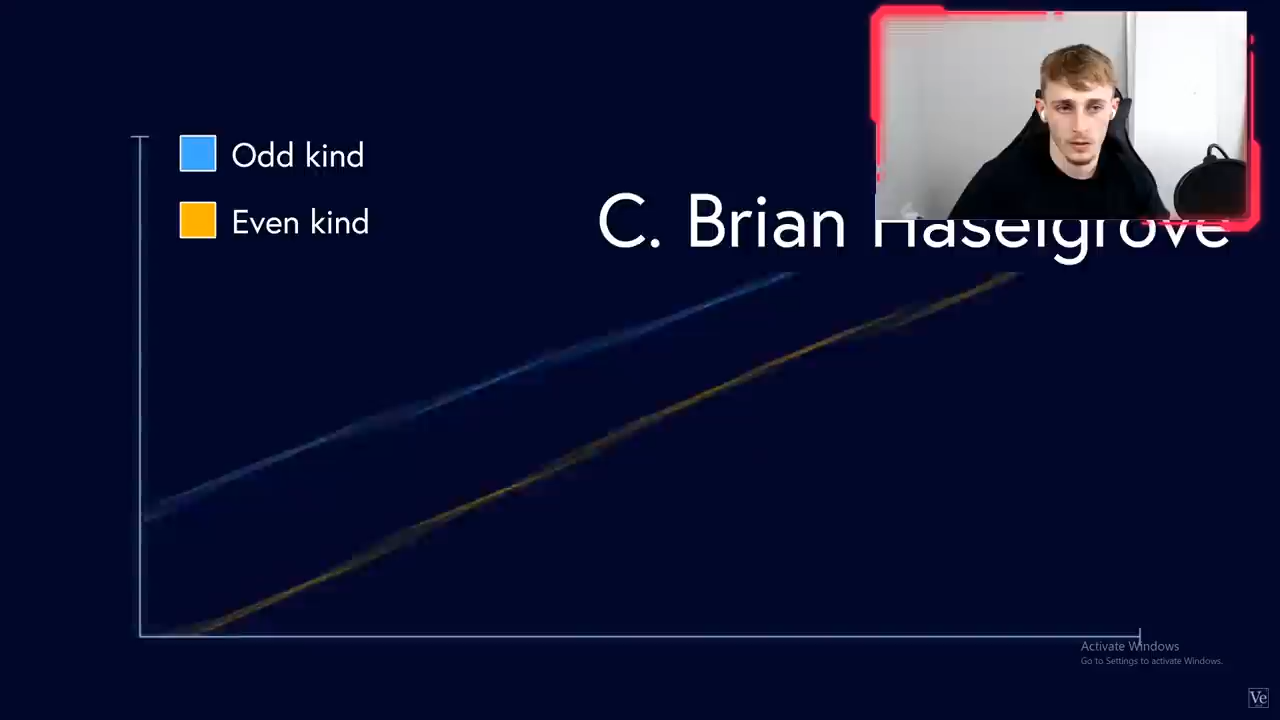 Odd kind
Even kind
C. Brian Haselgrove
Activate Windows
Go to Settings to activate Windows.
Ve